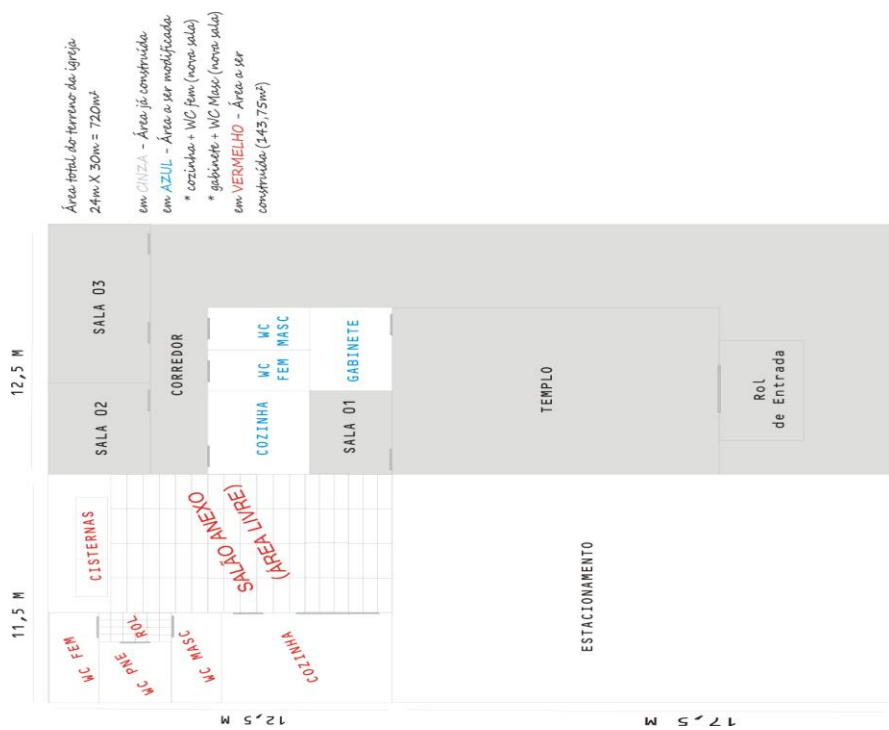 Área total do terreno da igreja
24m X 30m = 720m²
em CINZA - Área já construída
em AZUL - Área a ser modificada
* cozinha + WC fem (nova sala)
* gabinete + WC Masc (nova sala)
em VERMELHO - Área a ser
construída (143,75m²)
12,5 M
11,5 M
SALA 03
SALA 02
CORREDOR
WC
MASC
WC
FEM
COZINHA
GABINETE
SALA 01
TEMPLO
Rol
de Entrada
CISTERNAS
SALÃO ANEXO
(ÁREA LIVRE)
WC FEM
WC PNE
ROL
WC MASC
COZINHA
ESTACIONAMENTO
12,5 M
17,5 M